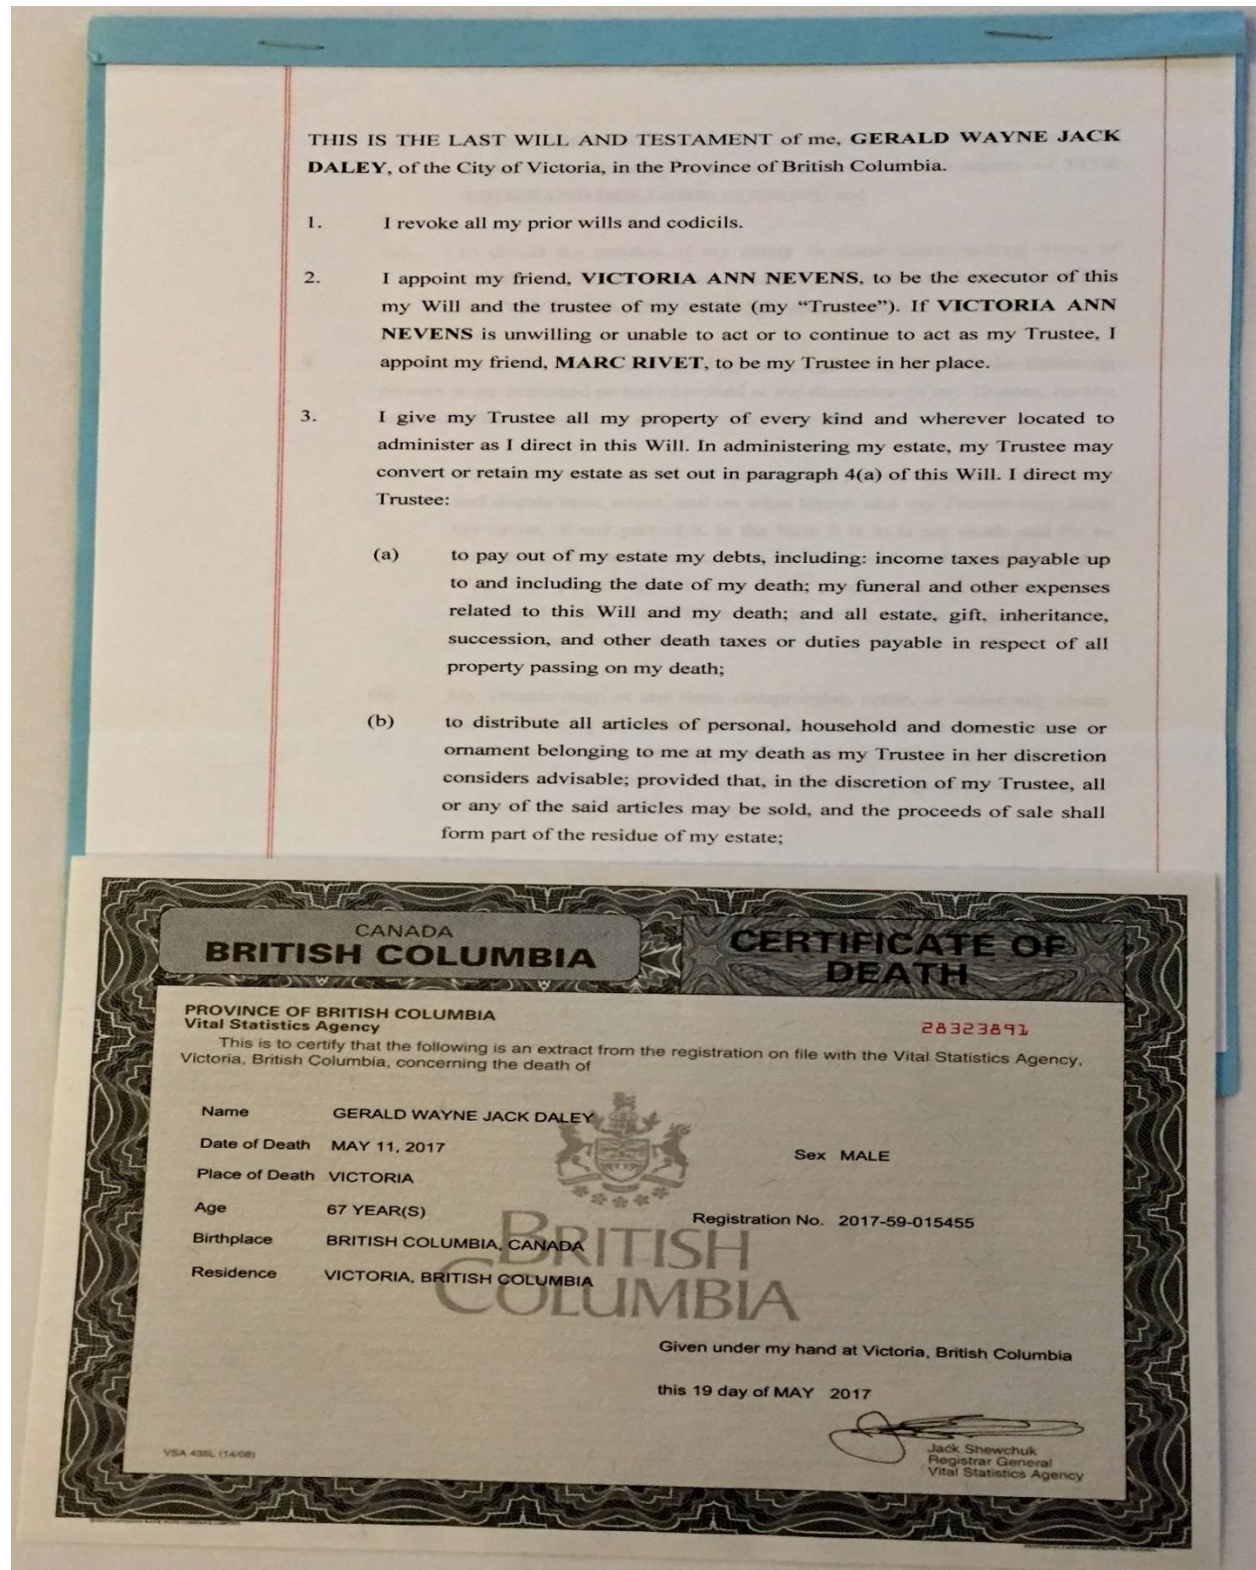 THIS IS THE LAST WILL AND TESTAMENT of me, GERALD WAYNE JACK
DALEY, of the City of Victoria, in the Province of British Columbia.
1. I revoke all my prior wills and codicils.
2. I appoint my friend, VICTORIA ANN NEVENS, to be the executor of this
my Will and the trustee of my estate (my “Trustee”). If VICTORIA ANN
NEVENS is unwilling or unable to act or to continue to act as my Trustee, I
appoint my friend, MARC RIVET, to be my Trustee in her place.
3. I give my Trustee all my property of every kind and wherever located to
administer as I direct in this Will. In administering my estate, my Trustee may
convert or retain my estate as set out in paragraph 4(a) of this Will. I direct my
Trustee:
(a) to pay out of my estate my debts, including: income taxes payable up
to and including the date of my death; my funeral and other expenses
related to this Will and my death; and all estate, gift, inheritance,
succession, and other death taxes or duties payable in respect of all
property passing on my death;
(b) to distribute all articles of personal, household and domestic use or
ornament belonging to me at my death as my Trustee in her discretion
considers advisable; provided that, in the discretion of my Trustee, all
or any of the said articles may be sold, and the proceeds of sale shall
form part of the residue of my estate;
CANADA
BRITISH COLUMBIA
CERTIFICATE OF
DEATH
PROVINCE OF BRITISH COLUMBIA
Vital Statistics Agency
28323891
This is to certify that the following is an extract from the registration on file with the Vital Statistics Agency,
Victoria, British Columbia, concerning the death of
Name GERALD WAYNE JACK DALEY
Date of Death MAY 11, 2017
Sex MALE
Place of Death VICTORIA
Age 67 YEAR(S)
Registration No. 2017-59-015455
Birthplace BRITISH COLUMBIA, CANADA
Residence VICTORIA, BRITISH COLUMBIA
BRITISH
COLUMBIA
Given under my hand at Victoria, British Columbia
this 19 day of MAY 2017
Jack Shewchuk
Registrar General
Vital Statistics Agency
VSA 435L (14/08)